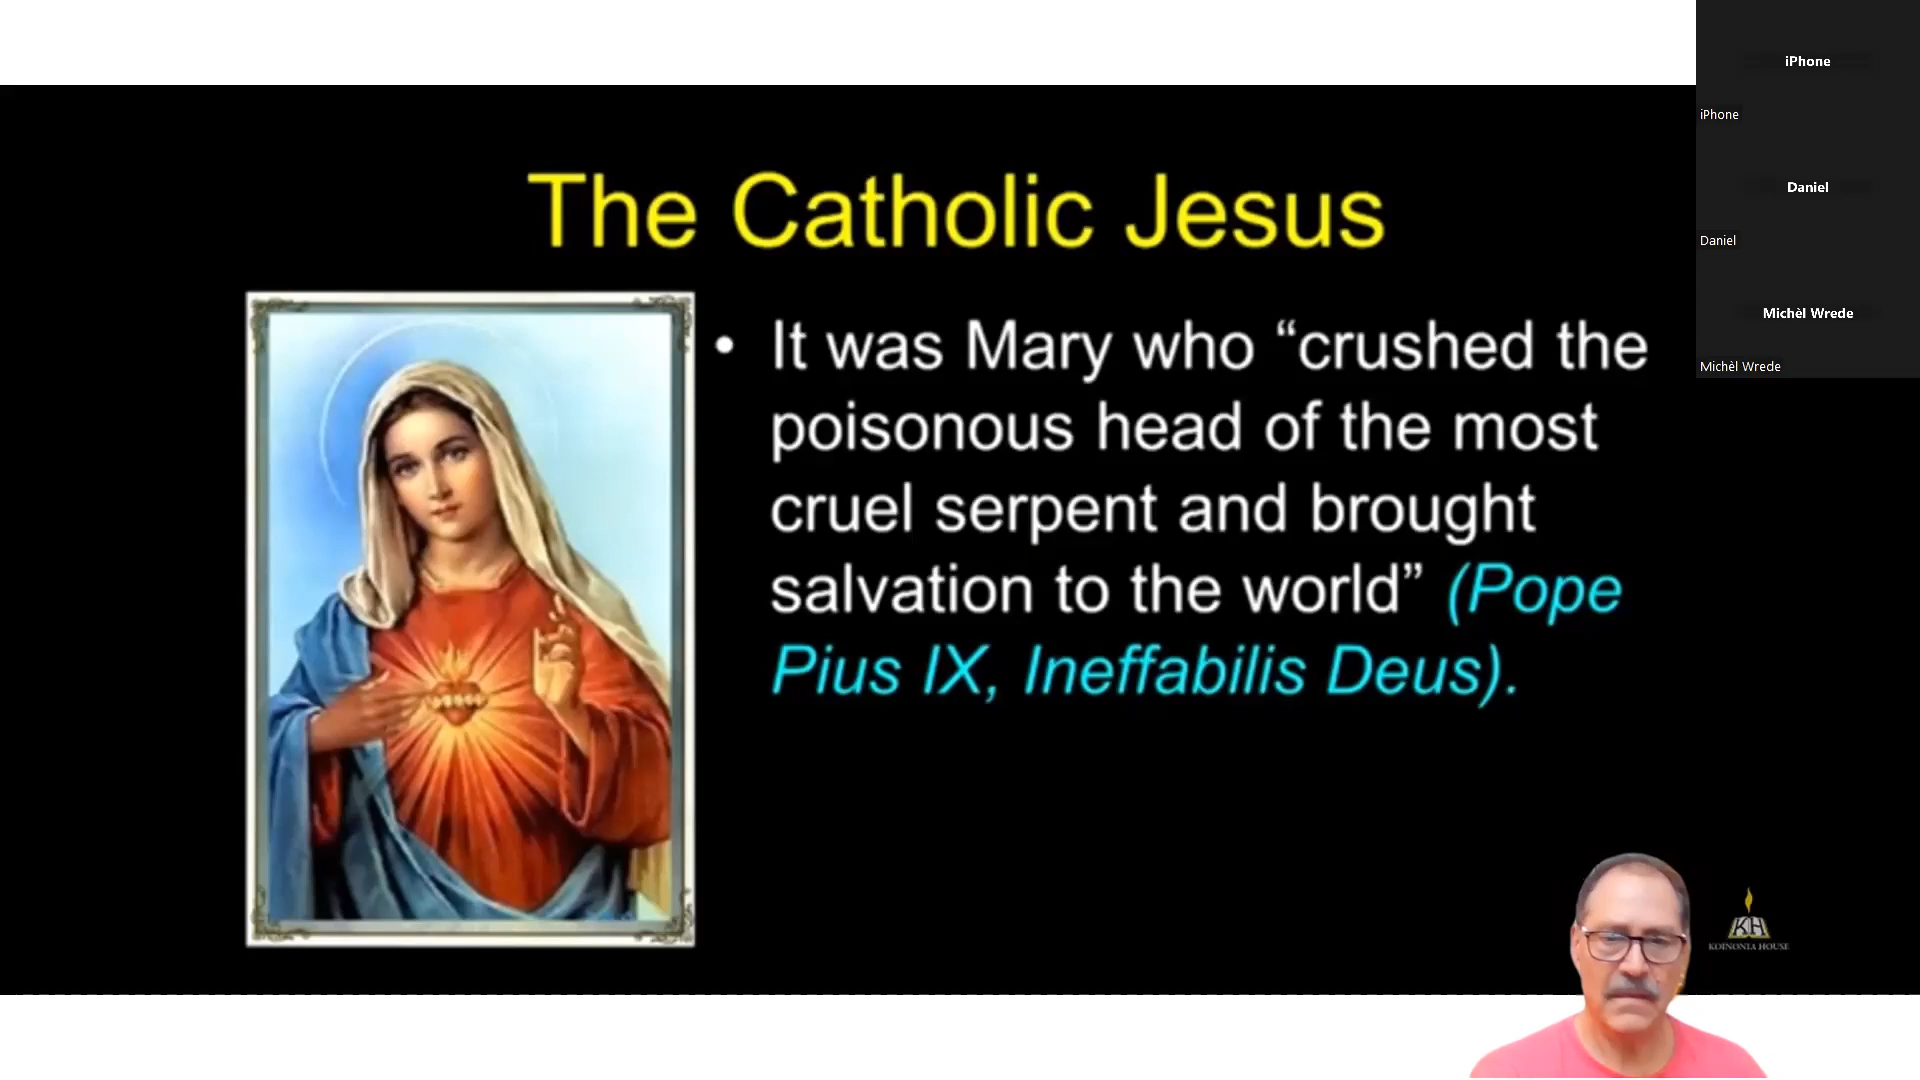 The Catholic Jesus
• It was Mary who “crushed the
poisonous head of the most
cruel serpent and brought
salvation to the world” (Pope
Pius IX, Ineffabilis Deus).
iPhone
iPhone
Daniel
Daniel
Michèl Wrede
Michèl Wrede
KH
KOINONIA HOUSE